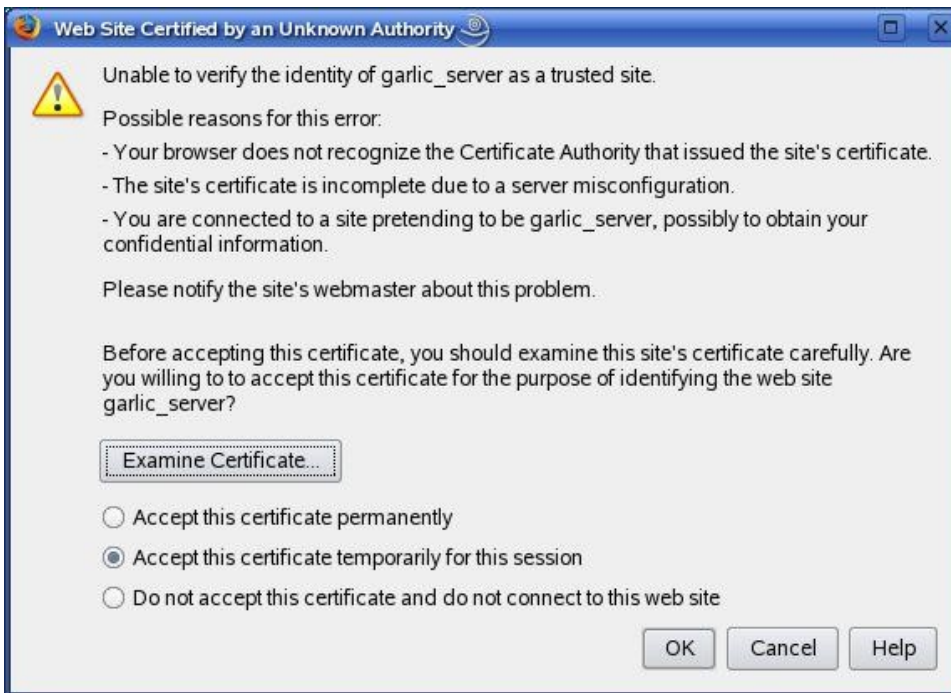 Web Site Certified by an Unknown Authority
Unable to verify the identity of garlic_server as a trusted site.
Possible reasons for this error:
- Your browser does not recognize the Certificate Authority that issued the site's certificate.
- The site's certificate is incomplete due to a server misconfiguration.
- You are connected to a site pretending to be garlic_server, possibly to obtain your
confidential information.
Please notify the site's webmaster about this problem.
Before accepting this certificate, you should examine this site's certificate carefully. Are
you willing to to accept this certificate for the purpose of identifying the web site
garlic_server?
Examine Certificate...
Accept this certificate permanently
Accept this certificate temporarily for this session
Do not accept this certificate and do not connect to this web site
OK Cancel Help